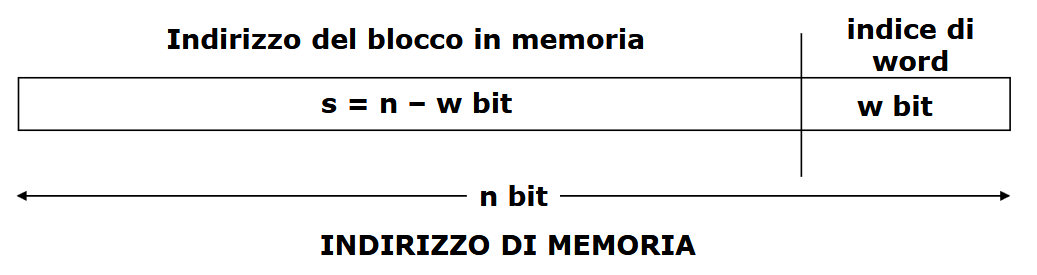 Indirizzo del blocco in memoria
indice di
word
s = n – w bit
w bit
n bit
INDIRIZZO DI MEMORIA